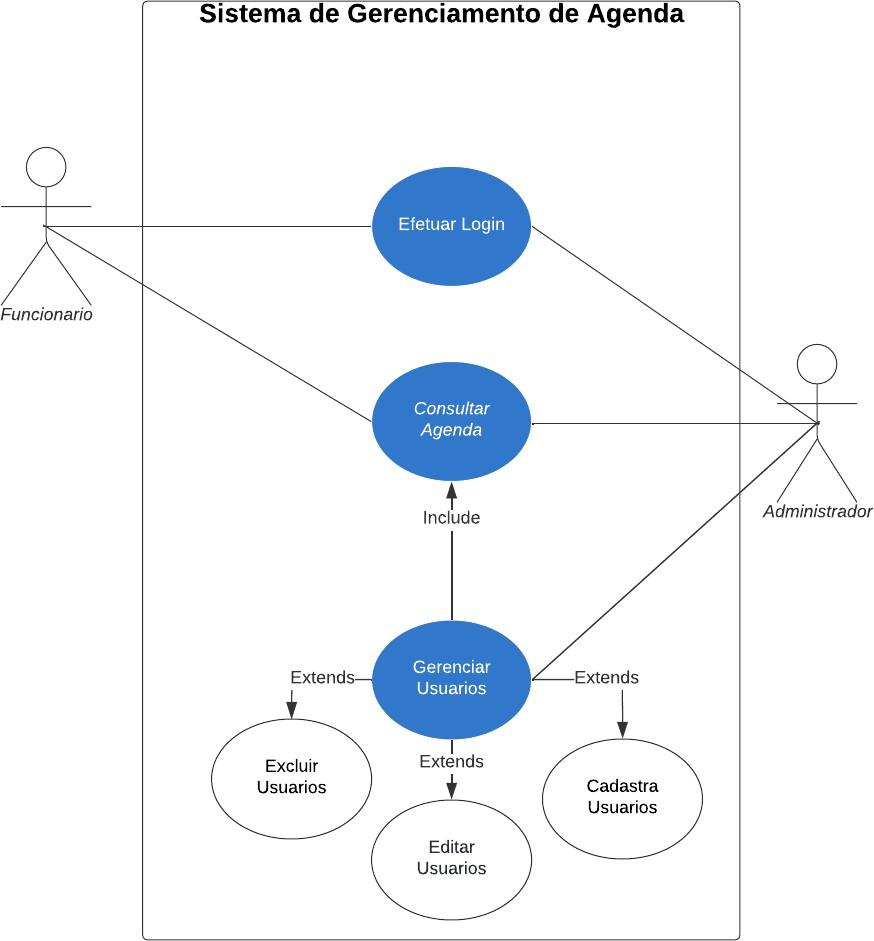 Sistema de Gerenciamento de Agenda
Efetuar Login
Funcionario
Consultar
Agenda
Administrador
Include
Gerenciar
Usuarios
Extends
Extends
Extends
Excluir
Usuarios
Cadastra
Usuarios
Editar
Usuarios